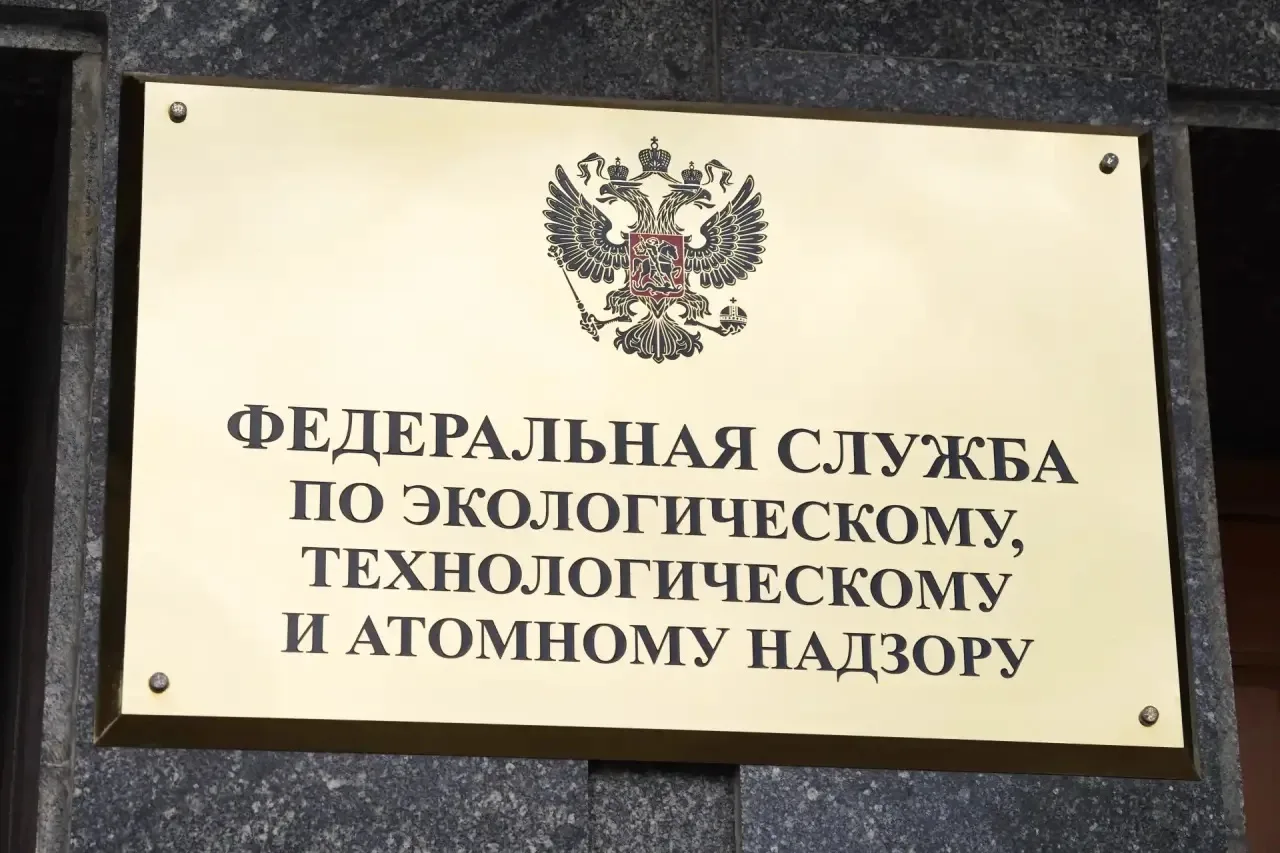 ФЕДЕРАЛЬНАЯ СЛУЖБА
ПО ЭКОЛОГИЧЕСКОМУ,
ТЕХНОЛОГИЧЕСКОМУ
И АТОМНОМУ НАДЗОРУ